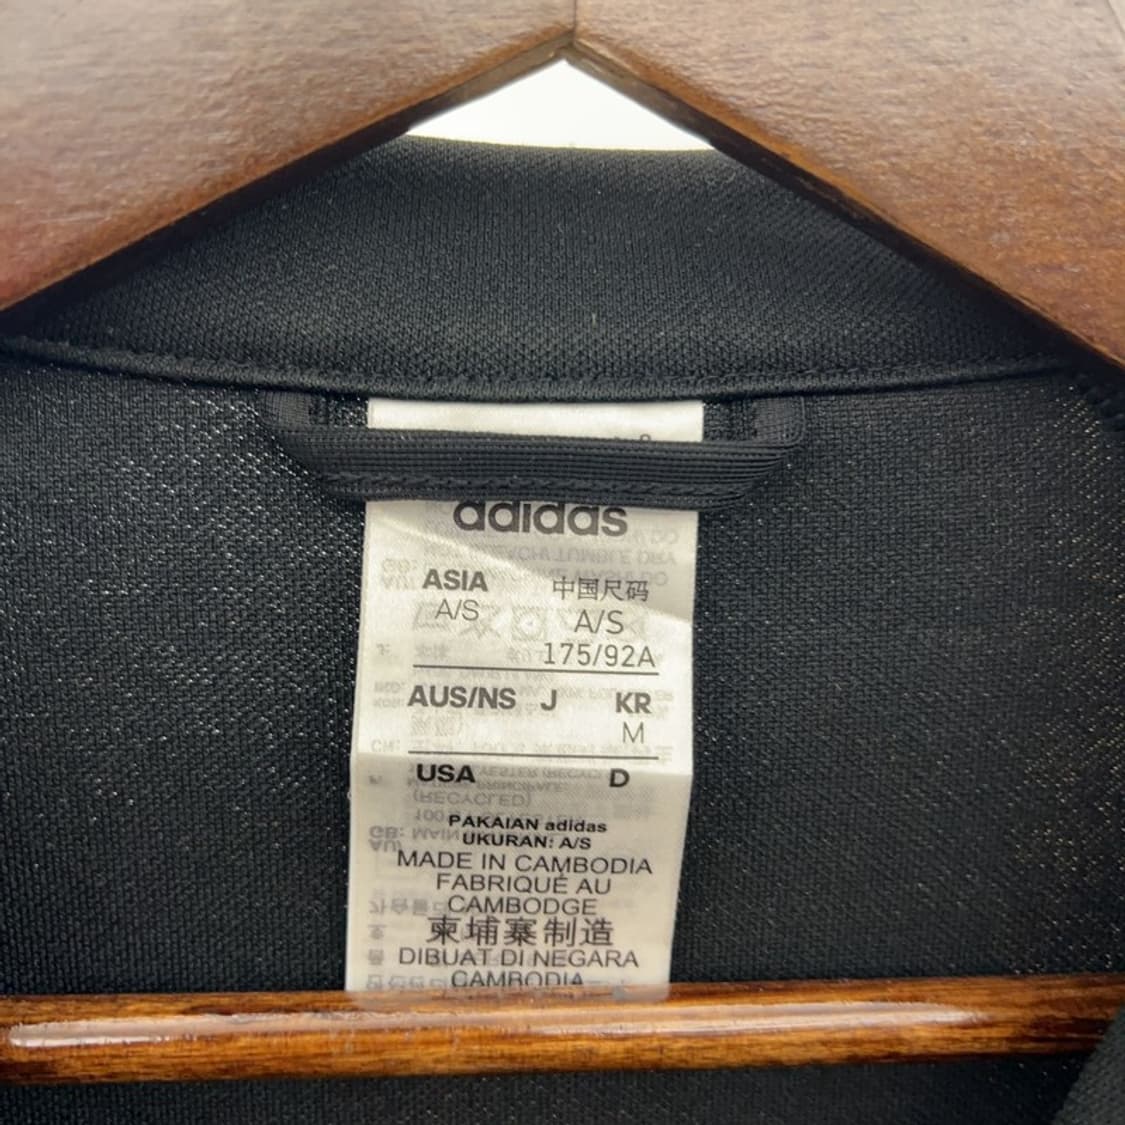 adidas
ASIA 中国尺码
A/S A/S
175/92A
AUS/NS J KR
M
USA D
PAKAIAN adidas
UKURAN: A/S
MADE IN CAMBODIA
FABRIQUÉ AU
CAMBODGE
柬埔寨制造
DIBUAT DI NEGARA
CAMBODIA